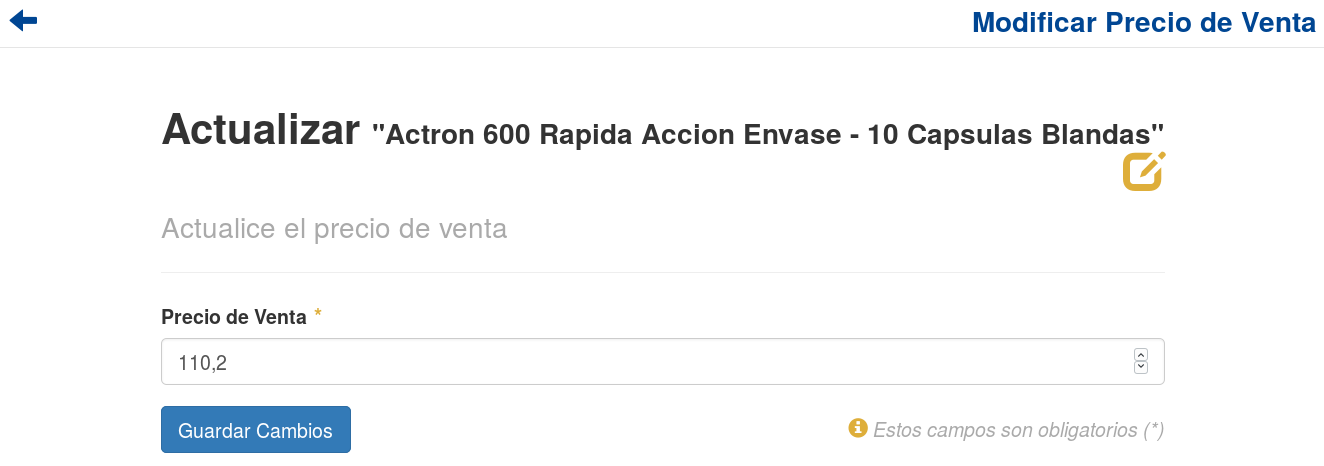 Modificar Precio de Venta
Actualizar "Actron 600 Rapida Accion Envase - 10 Capsulas Blandas"
Actualice el precio de venta
Precio de Venta *
110,2
Guardar Cambios
Estos campos son obligatorios (*)